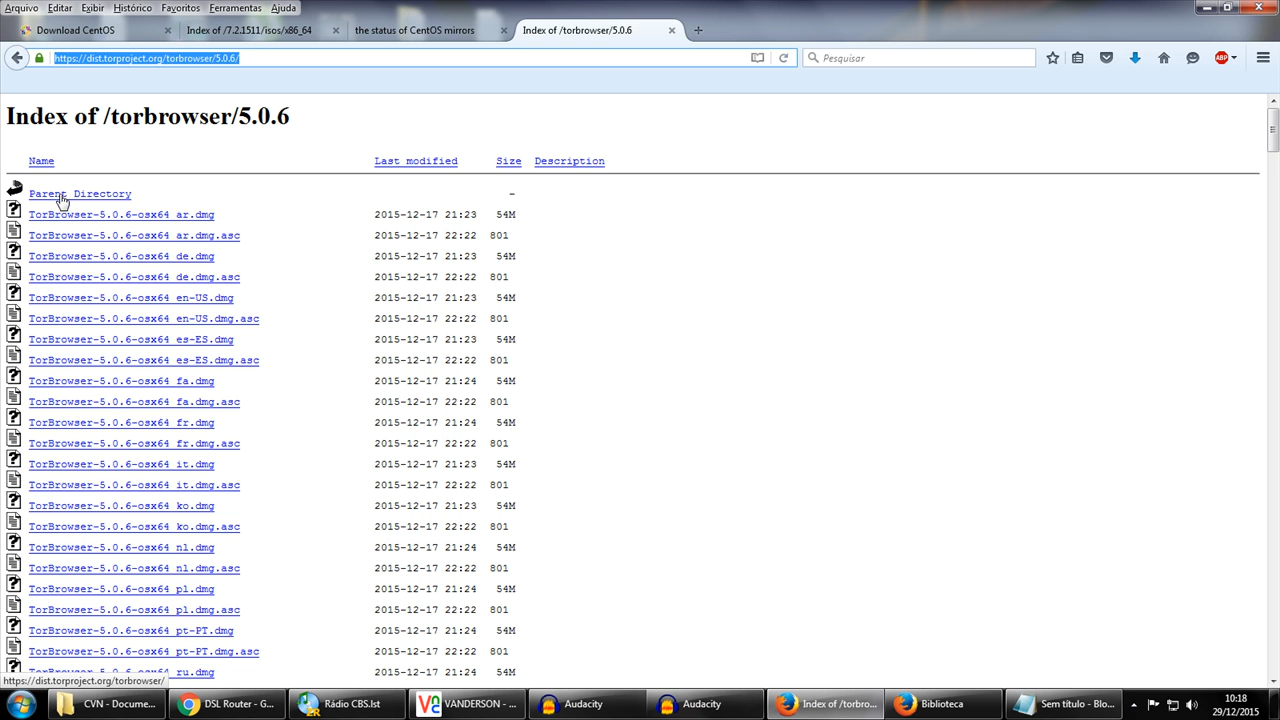 Arquivo Editar Exibir Histórico Favoritos Ferramentas Ajuda
Download CentOS Index of /7.2.1511/isos/x86_64 the status of CentOS mirrors Index of /torbrowser/5.0.6
https://dist.torproject.org/torbrowser/5.0.6/ Pesquisar ABP
Index of /torbrowser/5.0.6
Name Last modified Size Description
Parent Directory -
TorBrowser-5.0.6-osx64_ar.dmg 2015-12-17 21:23 54M
TorBrowser-5.0.6-osx64_ar.dmg.asc 2015-12-17 22:22 801
TorBrowser-5.0.6-osx64_de.dmg 2015-12-17 21:23 54M
TorBrowser-5.0.6-osx64_de.dmg.asc 2015-12-17 22:22 801
TorBrowser-5.0.6-osx64_en-US.dmg 2015-12-17 21:23 54M
TorBrowser-5.0.6-osx64_en-US.dmg.asc 2015-12-17 22:22 801
TorBrowser-5.0.6-osx64_es-ES.dmg 2015-12-17 21:23 54M
TorBrowser-5.0.6-osx64_es-ES.dmg.asc 2015-12-17 22:22 801
TorBrowser-5.0.6-osx64_fa.dmg 2015-12-17 21:24 54M
TorBrowser-5.0.6-osx64_fa.dmg.asc 2015-12-17 22:22 801
TorBrowser-5.0.6-osx64_fr.dmg 2015-12-17 21:24 54M
TorBrowser-5.0.6-osx64_fr.dmg.asc 2015-12-17 22:22 801
TorBrowser-5.0.6-osx64_it.dmg 2015-12-17 21:23 54M
TorBrowser-5.0.6-osx64_it.dmg.asc 2015-12-17 22:22 801
TorBrowser-5.0.6-osx64_ko.dmg 2015-12-17 21:23 54M
TorBrowser-5.0.6-osx64_ko.dmg.asc 2015-12-17 22:22 801
TorBrowser-5.0.6-osx64_nl.dmg 2015-12-17 21:24 54M
TorBrowser-5.0.6-osx64_nl.dmg.asc 2015-12-17 22:22 801
TorBrowser-5.0.6-osx64_pl.dmg 2015-12-17 21:24 54M
TorBrowser-5.0.6-osx64_pl.dmg.asc 2015-12-17 22:22 801
TorBrowser-5.0.6-osx64_pt-PT.dmg 2015-12-17 21:24 54M
TorBrowser-5.0.6-osx64_pt-PT.dmg.asc 2015-12-17 22:22 801
TorBrowser-5.0.6-osx64_ru.dmg 2015-12-17 21:24 54M
https://dist.torproject.org/torbrowser/
CVN - Docume... DSL Router - G... Rádio CBS.lst VANDERSON - ... Audacity Audacity Index of /torbro... Biblioteca Sem título - Blo... 10:18
29/12/2015